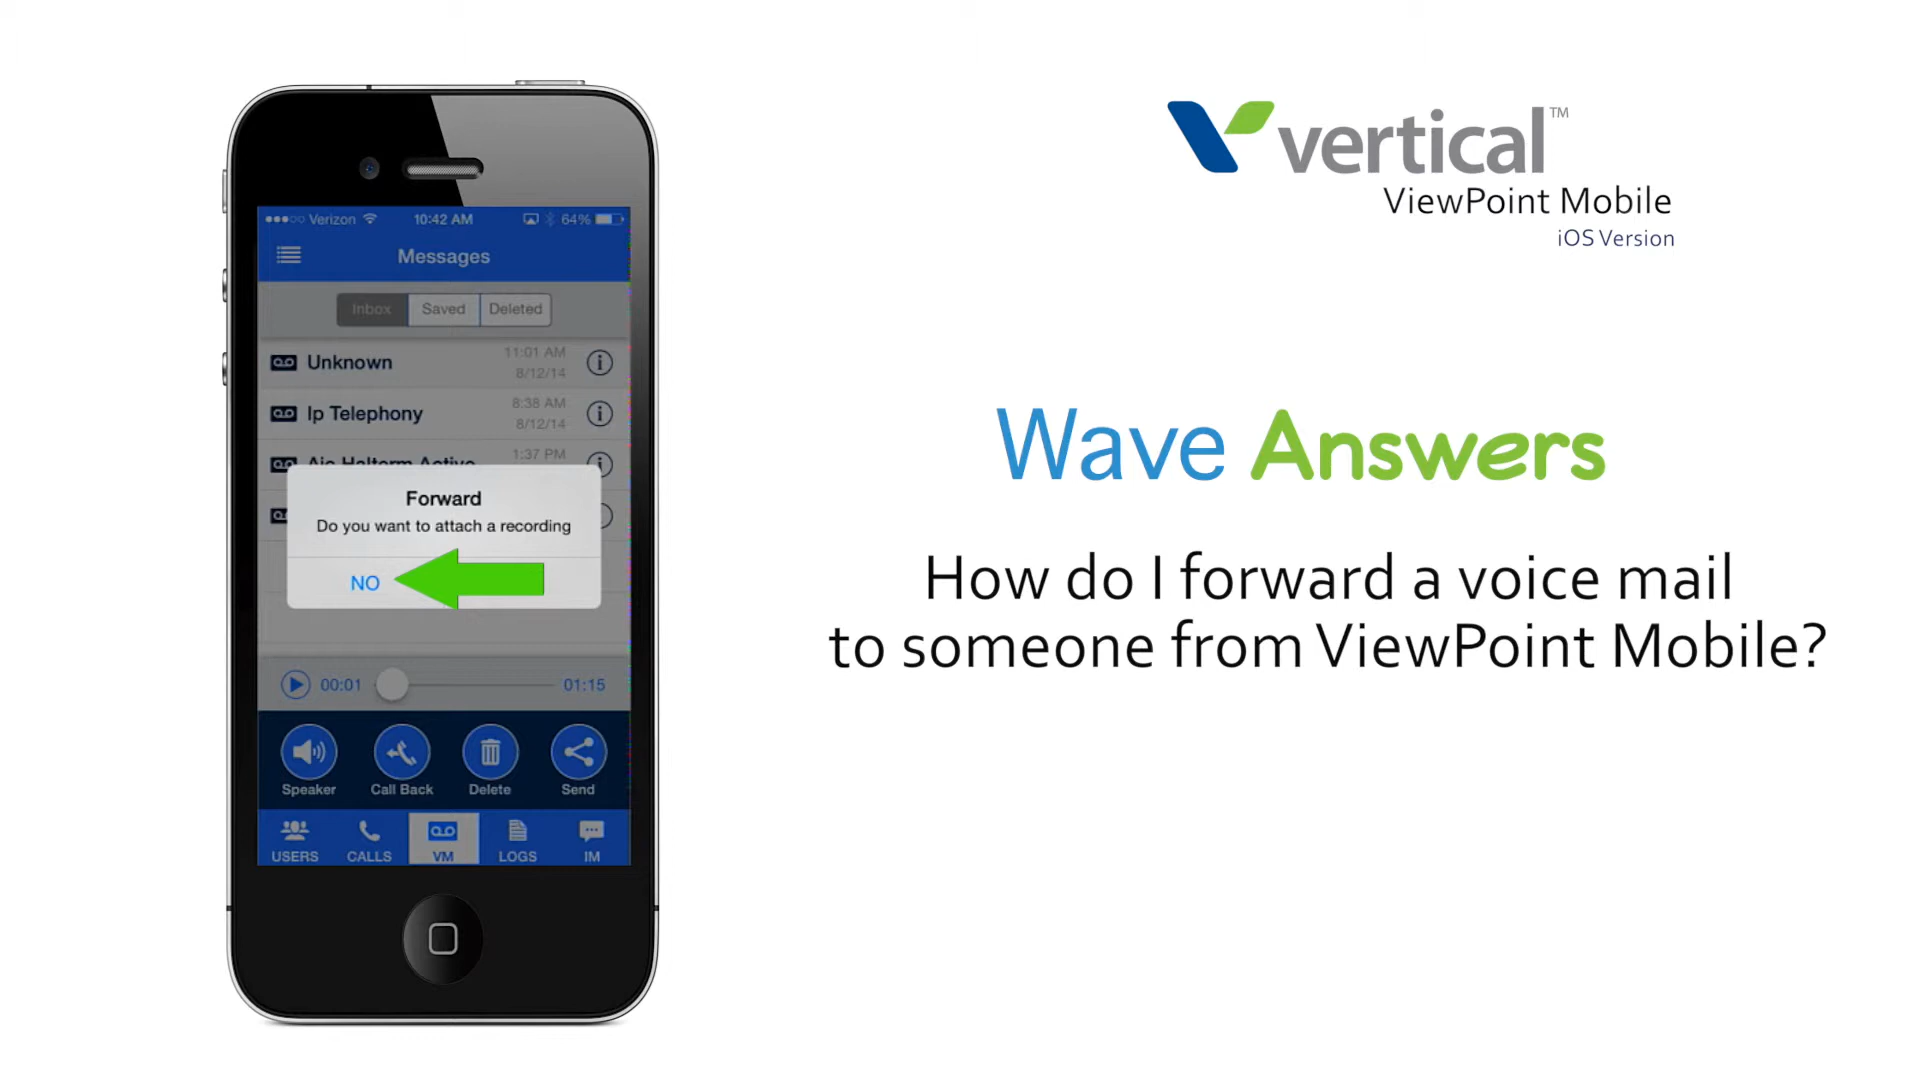 Verizon 10:42 AM 64%
Messages
Inbox Saved Deleted
Unknown 11:01 AM 8/12/14
Ip Telephony 8:38 AM 8/12/14
1:37 PM
Forward
Do you want to attach a recording
NO
00:01 01:15
Speaker Call Back Delete Send
USERS CALLS VM LOGS IM
vertical™
ViewPoint Mobile
iOS Version
Wave Answers
How do I forward a voice mail
to someone from ViewPoint Mobile?